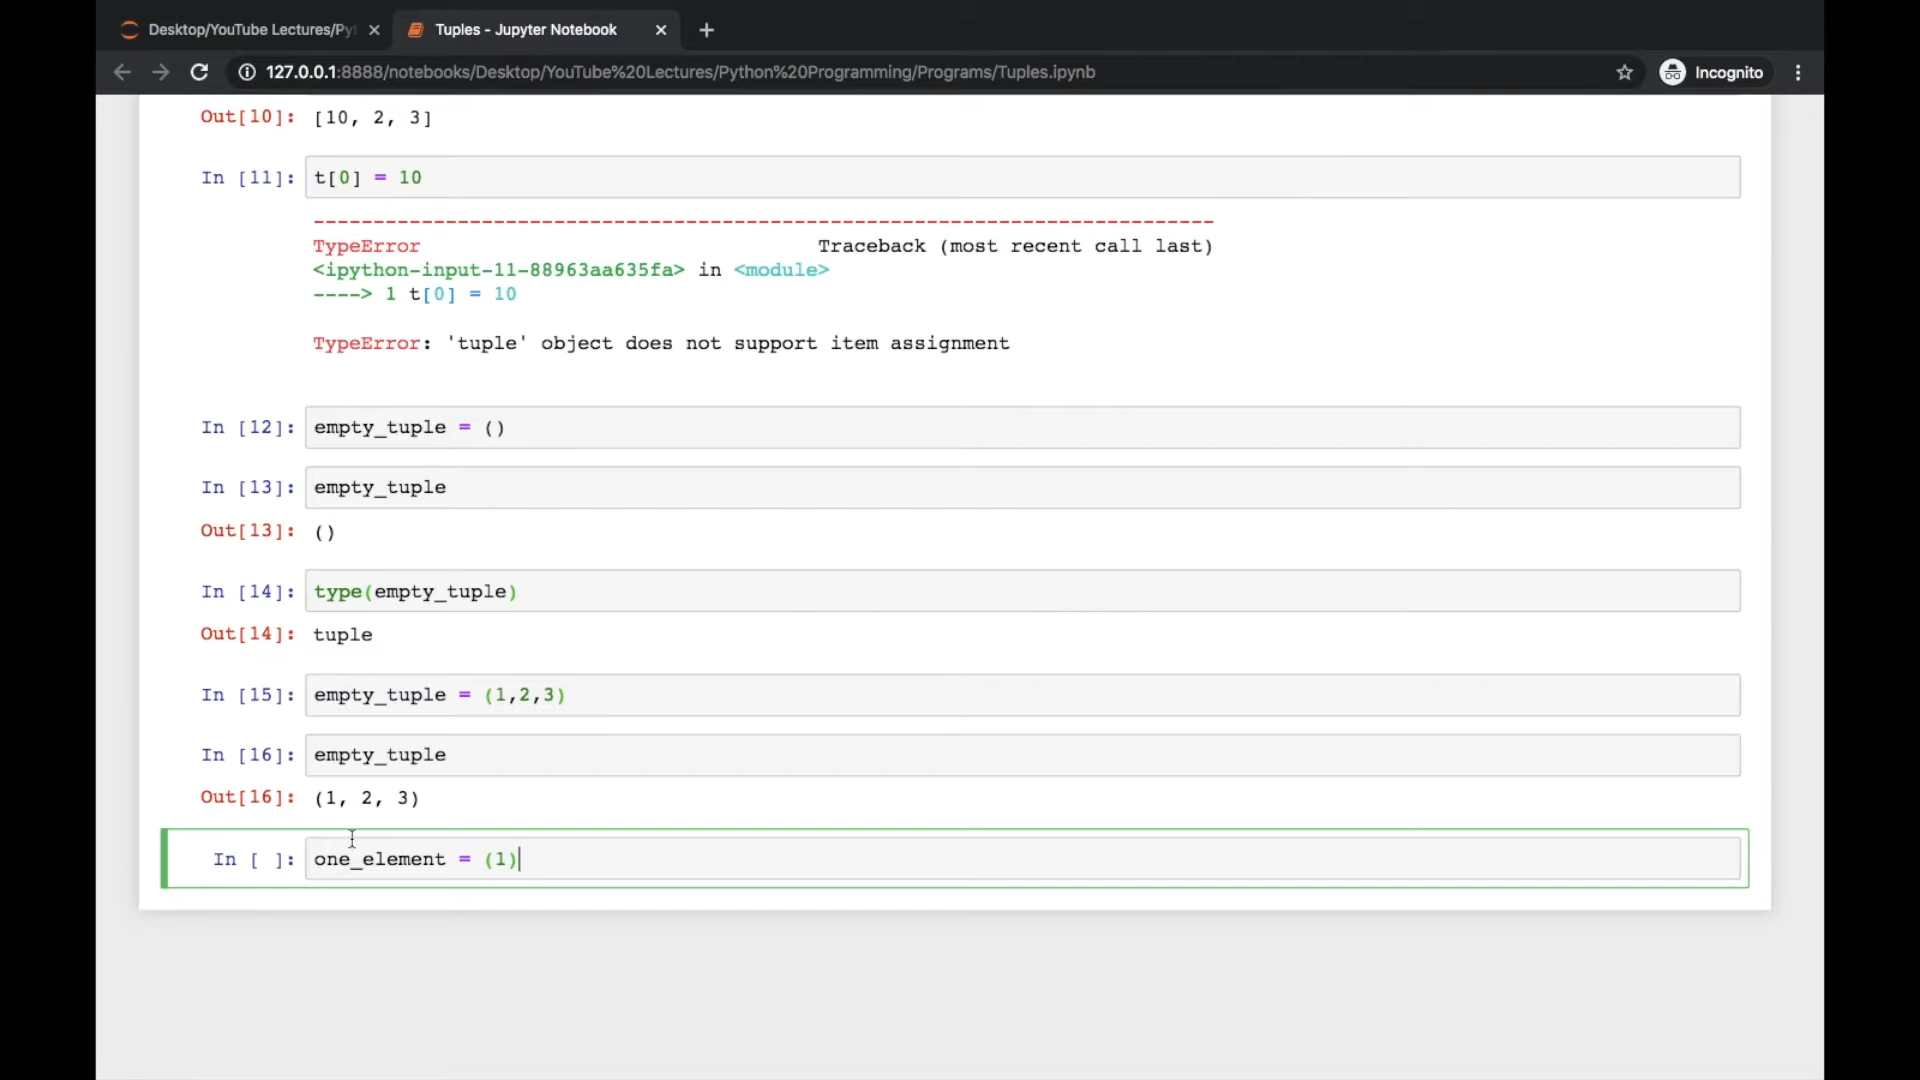 Desktop/YouTube Lectures/Pyt
Tuples - Jupyter Notebook
127.0.0.1:8888/notebooks/Desktop/YouTube%20Lectures/Python%20Programming/Programs/Tuples.ipynb
Incognito
Out[10]: [10, 2, 3]
In [11]: t[0] = 10
---------------------------------------------------------------------------
TypeError Traceback (most recent call last)
<ipython-input-11-88963aa635fa> in <module>
----> 1 t[0] = 10
TypeError: 'tuple' object does not support item assignment
In [12]: empty_tuple = ()
In [13]: empty_tuple
Out[13]: ()
In [14]: type(empty_tuple)
Out[14]: tuple
In [15]: empty_tuple = (1,2,3)
In [16]: empty_tuple
Out[16]: (1, 2, 3)
In [ ]: one_element = (1)